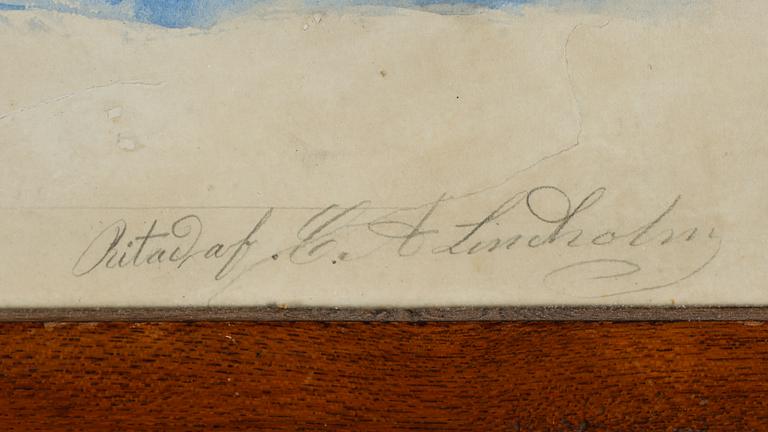 Ritad af. C. A Lindholm